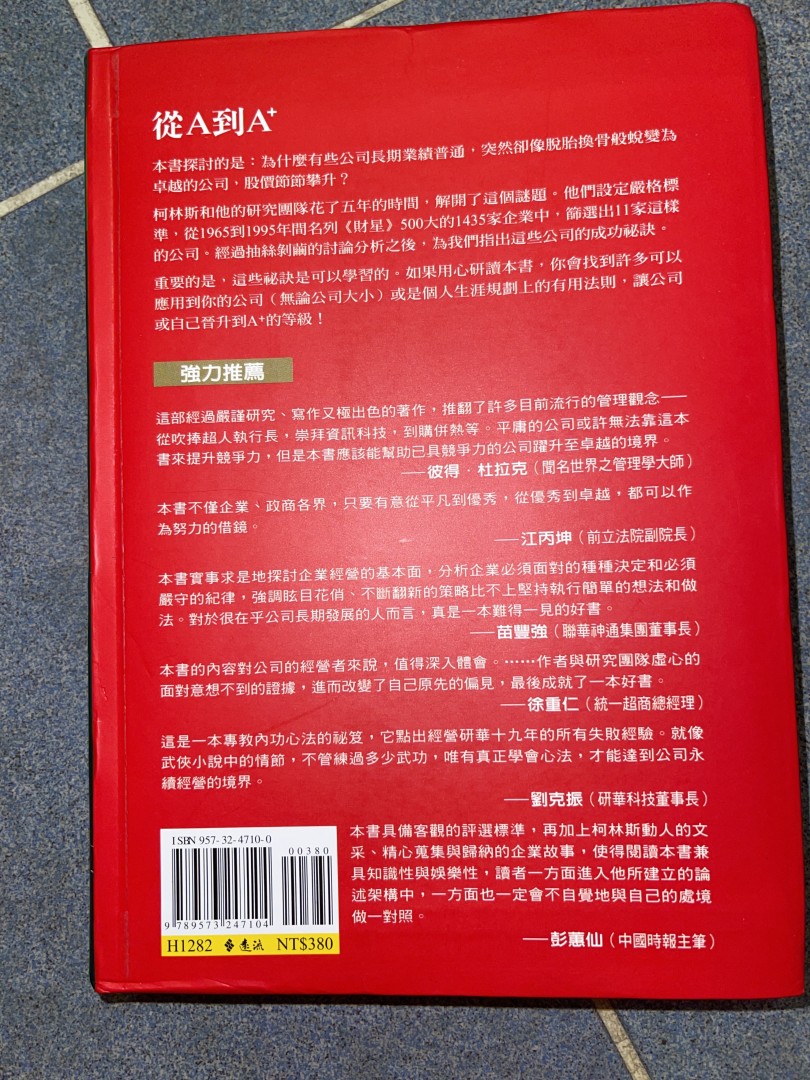 從A到A⁺
本書探討的是：為什麼有些公司長期業績普通，突然卻像脫胎換骨般蛻變為
卓越的公司，股價節節攀升？
柯林斯和他的研究團隊花了五年的時間，解開了這個謎題。他們設定嚴格標
準，從1965到1995年間名列《財星》500大的1435家企業中，篩選出11家這樣
的公司。經過抽絲剝繭的討論分析之後，為我們指出這些公司的成功祕訣。
重要的是，這些祕訣是可以學習的。如果用心研讀本書，你會找到許多可以
應用到你的公司（無論公司大小）或是個人生涯規劃上的有用法則，讓公司
或自己晉升到A⁺的等級！
強力推薦
這部經過嚴謹研究、寫作又極出色的著作，推翻了許多目前流行的管理觀念——
從吹捧超人執行長，崇拜資訊科技，到購併熱等。平庸的公司或許無法靠這本
書來提升競爭力，但是本書應該能幫助已具競爭力的公司躍升至卓越的境界。
——彼得・杜拉克（聞名世界之管理學大師）
本書不僅企業、政商各界，只要有意從平凡到優秀，從優秀到卓越，都可以作
為努力的借鏡。
——江丙坤（前立法院副院長）
本書實事求是地探討企業經營的基本面，分析企業必須面對的種種決定和必須
嚴守的紀律，強調眩目花俏、不斷翻新的策略比不上堅持執行簡單的想法和做
法。對於很在乎公司長期發展的人而言，真是一本難得一見的好書。
——苗豐強（聯華神通集團董事長）
本書的內容對公司的經營者來說，值得深入體會。……作者與研究團隊虛心的
面對意想不到的證據，進而改變了自己原先的偏見，最後成就了一本好書。
——徐重仁（統一超商總經理）
這是一本專教內功心法的祕笈，它點出經營研華十九年的所有失敗經驗。就像
武俠小說中的情節，不管練過多少武功，唯有真正學會心法，才能達到公司永
續經營的境界。
——劉克振（研華科技董事長）
本書具備客觀的評選標準，再加上柯林斯動人的文
采、精心蒐集與歸納的企業故事，使得閱讀本書兼
具知識性與娛樂性，讀者一方面進入他所建立的論
述架構中，一方面也一定會不自覺地與自己的處境
做一對照。
——彭蕙仙（中國時報主筆）
ISBN 957-32-4710-0
00380
9 789573 247104
H1282 遠流 NT$380